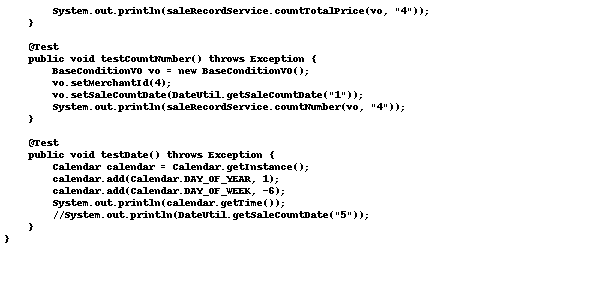 System.out.println(saleRecordService.countTotalPrice(vo, "4"));
}
@Test
public void testCountNumber() throws Exception {
BaseConditionVO vo = new BaseConditionVO();
vo.setMerchantId(4);
vo.setSaleCountDate(DateUtil.getSaleCountDate("1"));
System.out.println(saleRecordService.countNumber(vo, "4"));
}
@Test
public void testDate() throws Exception {
Calendar calendar = Calendar.getInstance();
calendar.add(Calendar.DAY_OF_YEAR, 1);
calendar.add(Calendar.DAY_OF_WEEK, -6);
System.out.println(calendar.getTime());
//System.out.println(DateUtil.getSaleCountDate("5"));
}
}